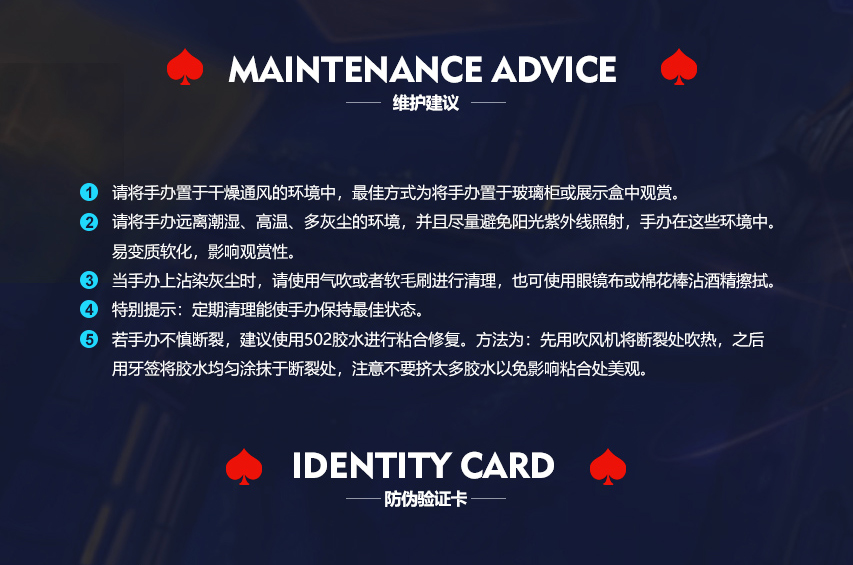 MAINTENANCE ADVICE
维护建议
1 请将手办置于干燥通风的环境中，最佳方式为将手办置于玻璃柜或展示盒中观赏。
2 请将手办远离潮湿、高温、多灰尘的环境，并且尽量避免阳光紫外线照射，手办在这些环境中。
易变质软化，影响观赏性。
3 当手办上沾染灰尘时，请使用气吹或者软毛刷进行清理，也可使用眼镜布或棉花棒沾酒精擦拭。
4 特别提示：定期清理能使手办保持最佳状态。
5 若手办不慎断裂，建议使用502胶水进行粘合修复。方法为：先用吹风机将断裂处吹热，之后
用牙签将胶水均匀涂抹于断裂处，注意不要挤太多胶水以免影响粘合处美观。
IDENTITY CARD
防伪验证卡